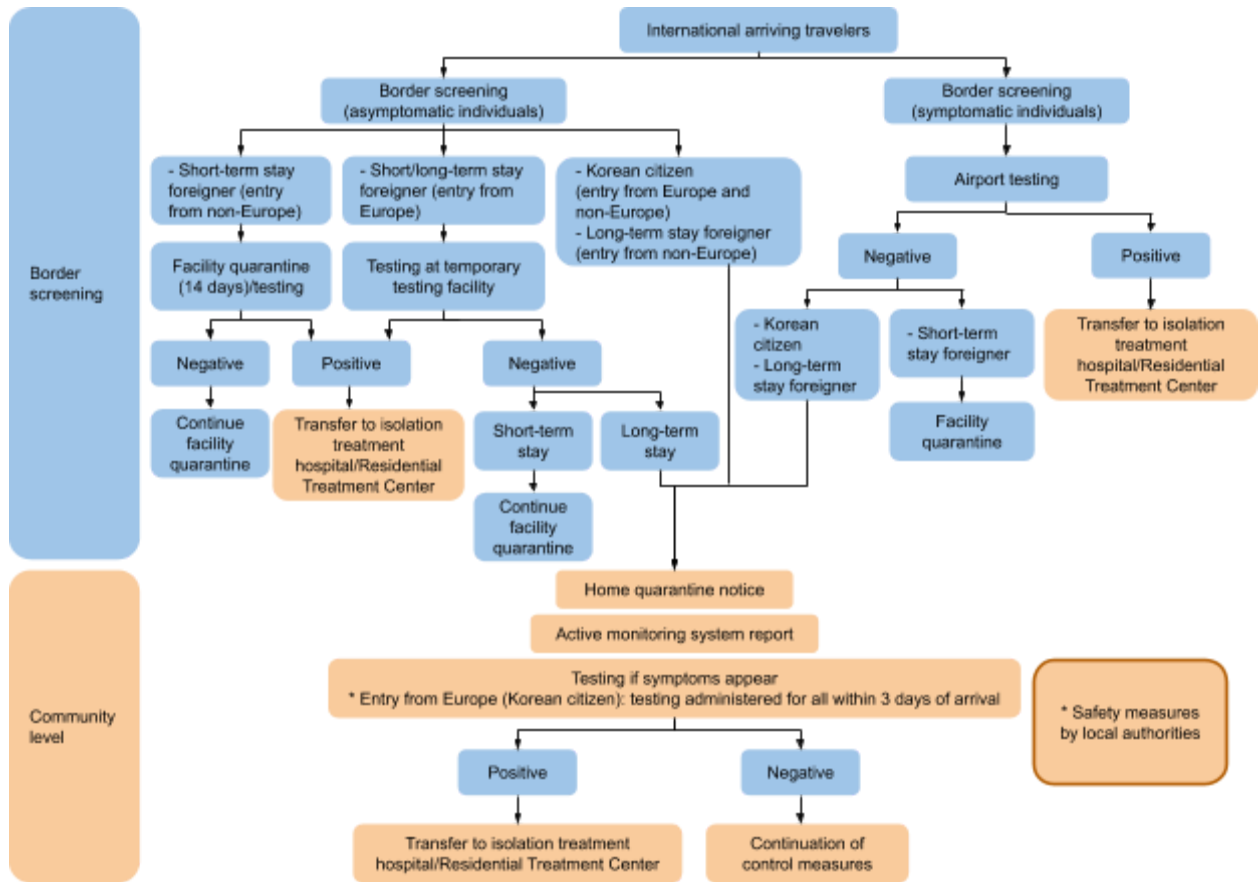 International arriving travelers
Border screening
(asymptomatic individuals)
Border screening
(symptomatic individuals)
- Short-term stay
foreigner (entry
from non-Europe)
- Short/long-term stay
foreigner (entry from
Europe)
- Korean citizen
(entry from Europe and
non-Europe)
- Long-term stay foreigner
(entry from non-Europe)
Airport testing
Border
screening
Facility quarantine
(14 days)/testing
Testing at temporary
testing facility
Negative
Positive
Negative
Positive
Negative
- Korean
citizen
- Long-term
stay foreigner
- Short-term
stay foreigner
Transfer to isolation
treatment
hospital/Residential
Treatment Center
Continue
facility
quarantine
Transfer to isolation
treatment
hospital/Residential
Treatment Center
Short-term
stay
Long-term
stay
Facility
quarantine
Continue
facility
quarantine
Home quarantine notice
Active monitoring system report
Testing if symptoms appear
* Entry from Europe (Korean citizen): testing administered for all within 3 days of arrival
Community
level
* Safety measures
by local authorities
Positive
Negative
Transfer to isolation treatment
hospital/Residential Treatment Center
Continuation of
control measures